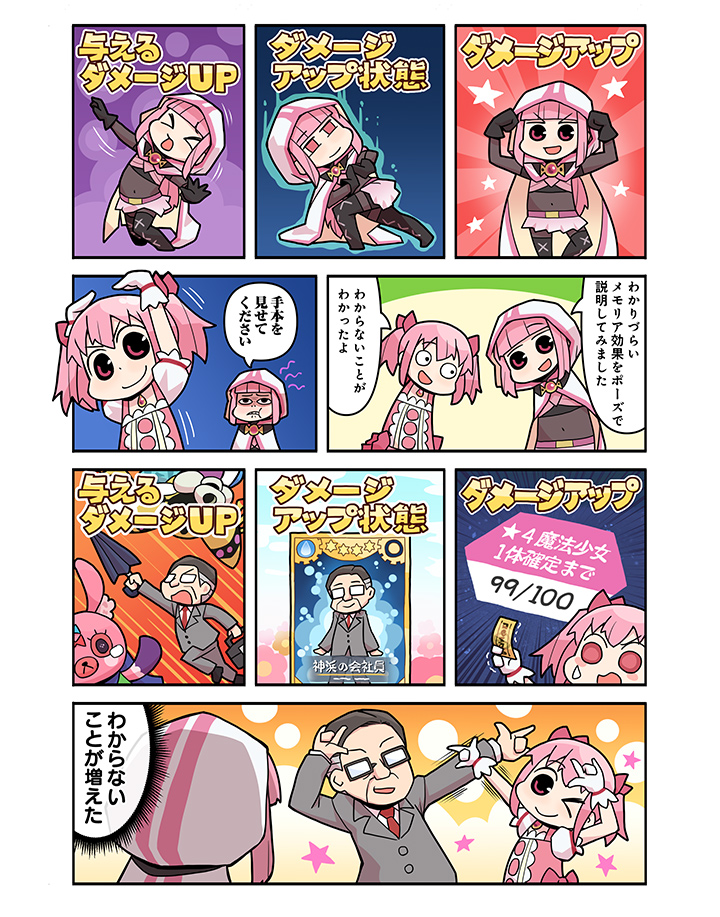 ダメージアップ
ダメージ
アップ状態
与える
ダメージUP
わかりづらい
メモリア効果をポーズで
説明してみました
わからないことが
わかったよ
手本を
見せて
ください
ダメージアップ
★4魔法少女
1体確定まで
99/100
ダメージ
アップ状態
神浜の会社員
与える
ダメージUP
わからない
ことが増えた